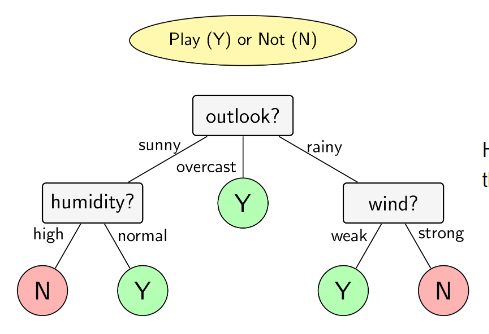 Play (Y) or Not (N)
outlook?
sunny
rainy
overcast
humidity?
Y
wind?
high
normal
weak
strong
N
Y
Y
N